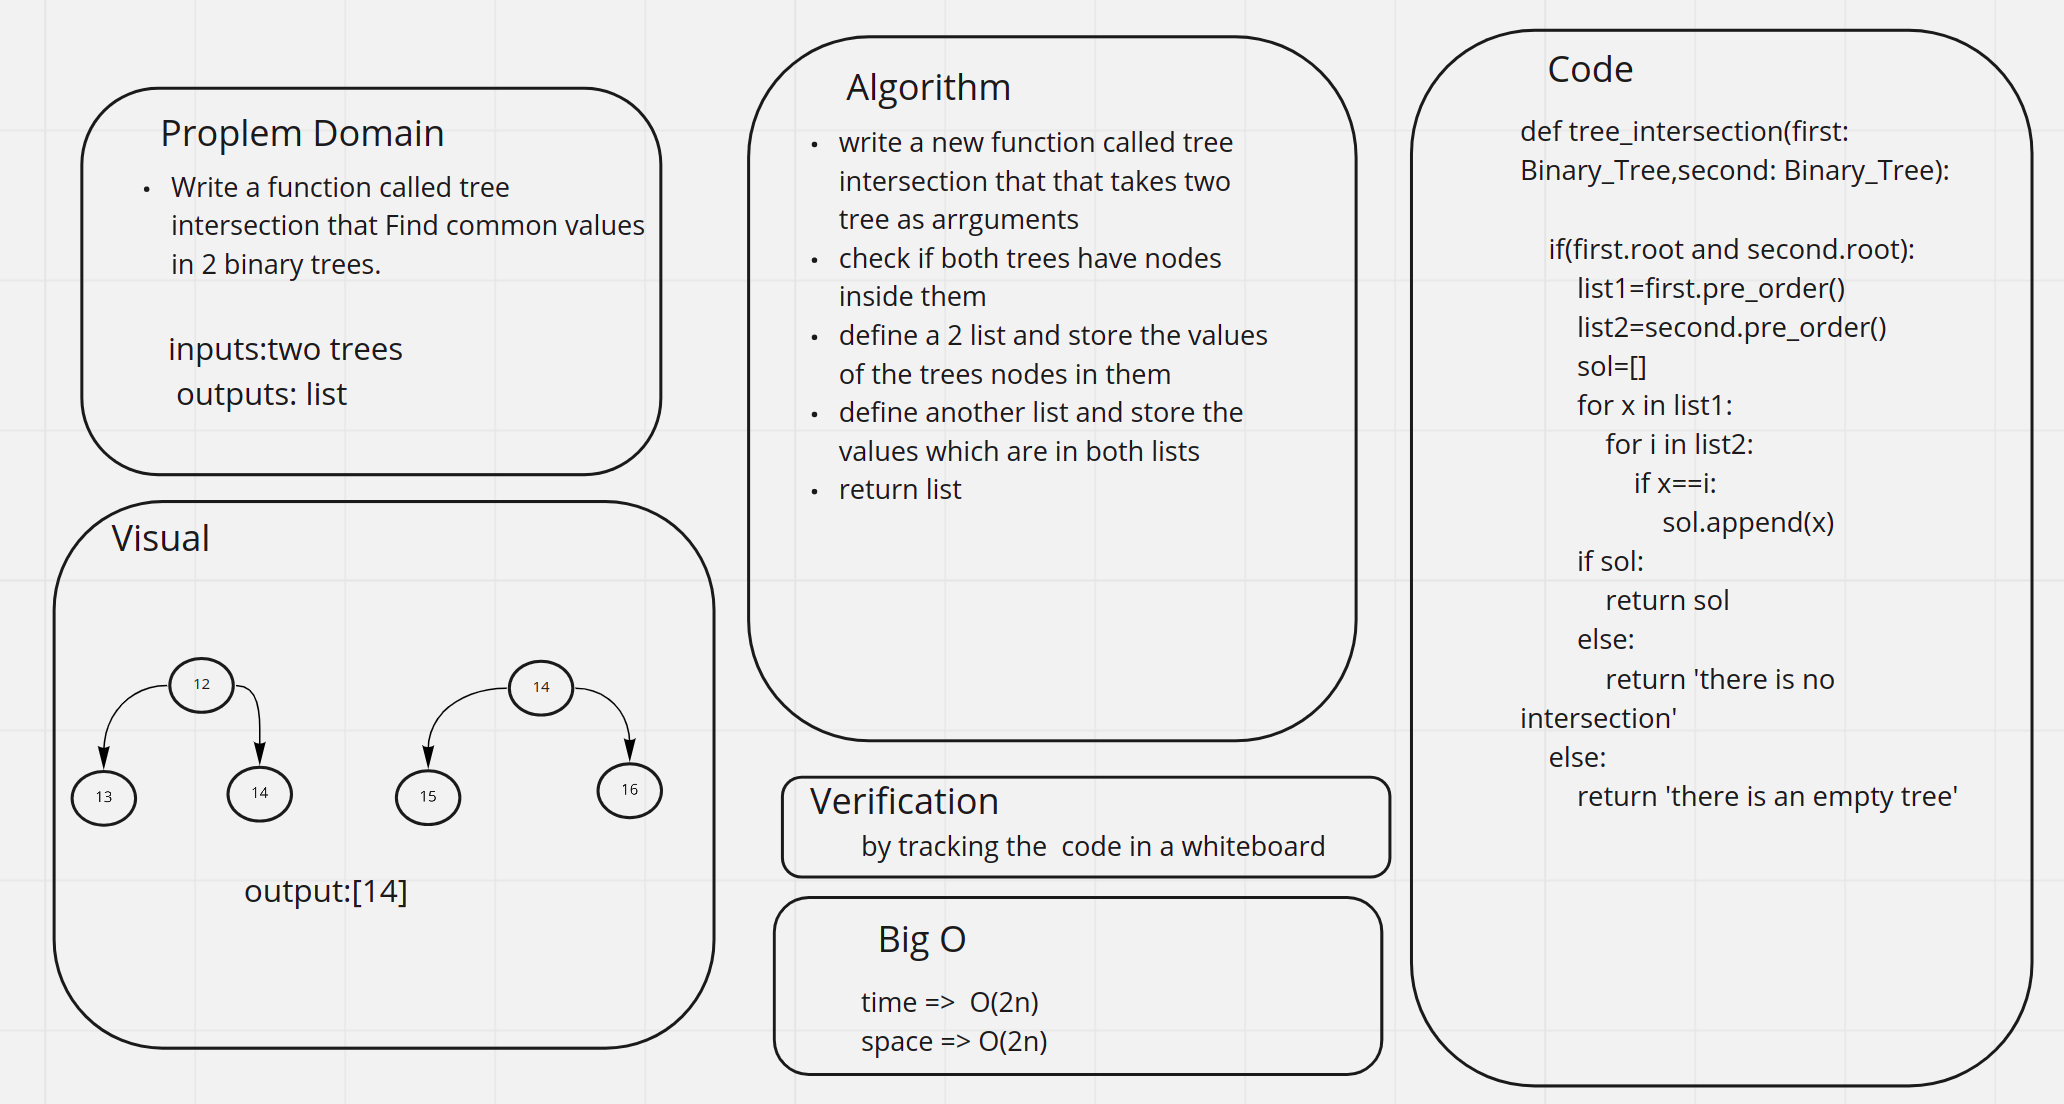 Proplem Domain
• Write a function called tree
intersection that Find common values
in 2 binary trees.
inputs:two trees
outputs: list
Visual
12
13
14
14
15
16
output:[14]
Algorithm
• write a new function called tree
intersection that that takes two
tree as arrguments
• check if both trees have nodes
inside them
• define a 2 list and store the values
of the trees nodes in them
• define another list and store the
values which are in both lists
• return list
Verification
by tracking the  code in a whiteboard
Big O
time =>  O(2n)
space => O(2n)
Code
def tree_intersection(first:
Binary_Tree,second: Binary_Tree):
if(first.root and second.root):
list1=first.pre_order()
list2=second.pre_order()
sol=[]
for x in list1:
for i in list2:
if x==i:
sol.append(x)
if sol:
return sol
else:
return 'there is no
intersection'
else:
return 'there is an empty tree'